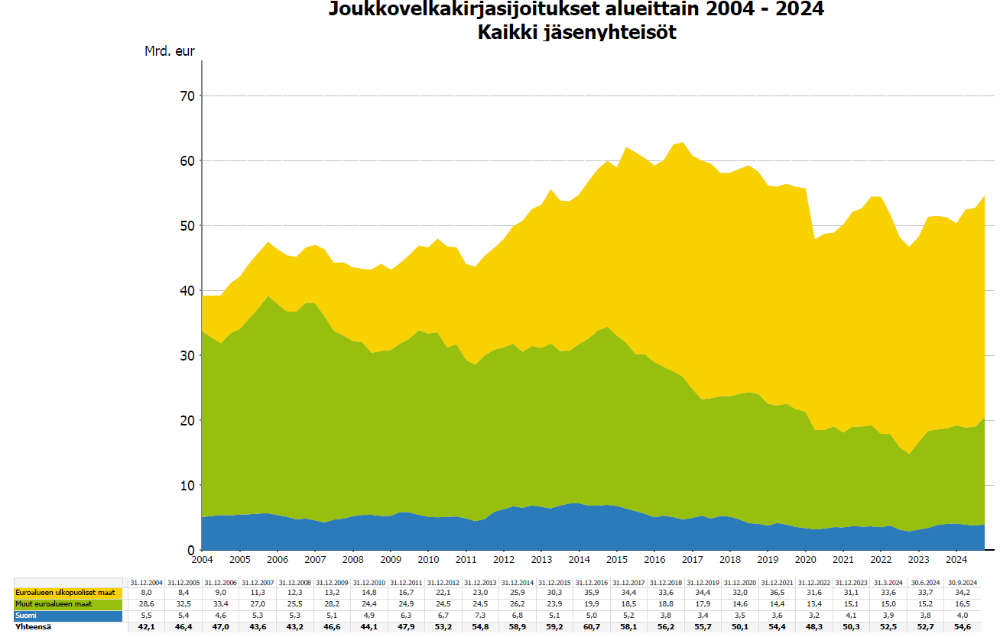 Joukkovelkakirjasijoitukset alueittain 2004 - 2024
Kaikki jäsenyhteisöt
Mrd. eur
70
60
50
40
30
20
10
0
2004 2005 2006 2007 2008 2009 2010 2011 2012 2013 2014 2015 2016 2017 2018 2019 2020 2021 2022 2023 2024
31.12.2004 31.12.2005 31.12.2006 31.12.2007 31.12.2008 31.12.2009 31.12.2010 31.12.2011 31.12.2012 31.12.2013 31.12.2014 31.12.2015 31.12.2016 31.12.2017 31.12.2018 31.12.2019 31.12.2020 31.12.2021 31.12.2022 31.12.2023 31.3.2024 30.6.2024 30.9.2024
Euroalueen ulkopuoliset maat 8,0 8,4 9,0 11,3 12,3 13,2 14,8 16,7 22,1 23,0 25,9 30,3 35,9 34,4 33,6 34,4 32,0 36,5 31,6 31,1 33,6 33,7 34,2
Muut euroalueen maat 28,6 32,5 33,4 27,0 25,5 28,2 24,4 24,9 24,5 24,5 26,2 23,9 19,9 18,5 18,8 17,9 14,6 14,4 13,4 15,1 15,0 15,2 16,5
Suomi 5,5 5,4 4,6 5,3 5,3 5,1 4,9 6,3 6,7 7,3 6,8 5,1 5,0 5,2 3,8 3,4 3,5 3,6 3,2 4,1 3,9 3,8 4,0
Yhteensä 42,1 46,4 47,0 43,6 43,2 46,6 44,1 47,9 53,2 54,8 58,9 59,2 60,7 58,1 56,2 55,7 50,1 54,4 48,3 50,3 52,5 52,7 54,6